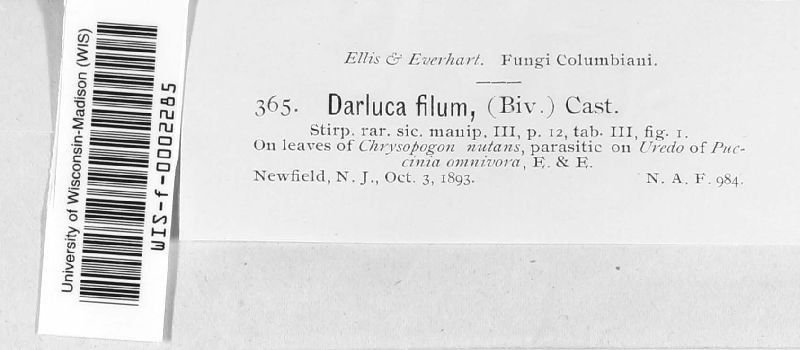 University of Wisconsin-Madison (WIS)
WIS-f-0002285
Ellis & Everhart. Fungi Columbiani.
365. Darluca filum, (Biv.) Cast.
Stirp. rar. sic. manip. III, p. 12, tab. III, fig. 1.
On leaves of Chrysopogon nutans, parasitic on Uredo of Puc-
cinia omnivora, E. & E.
Newfield, N. J., Oct. 3, 1893. N. A. F. 984.